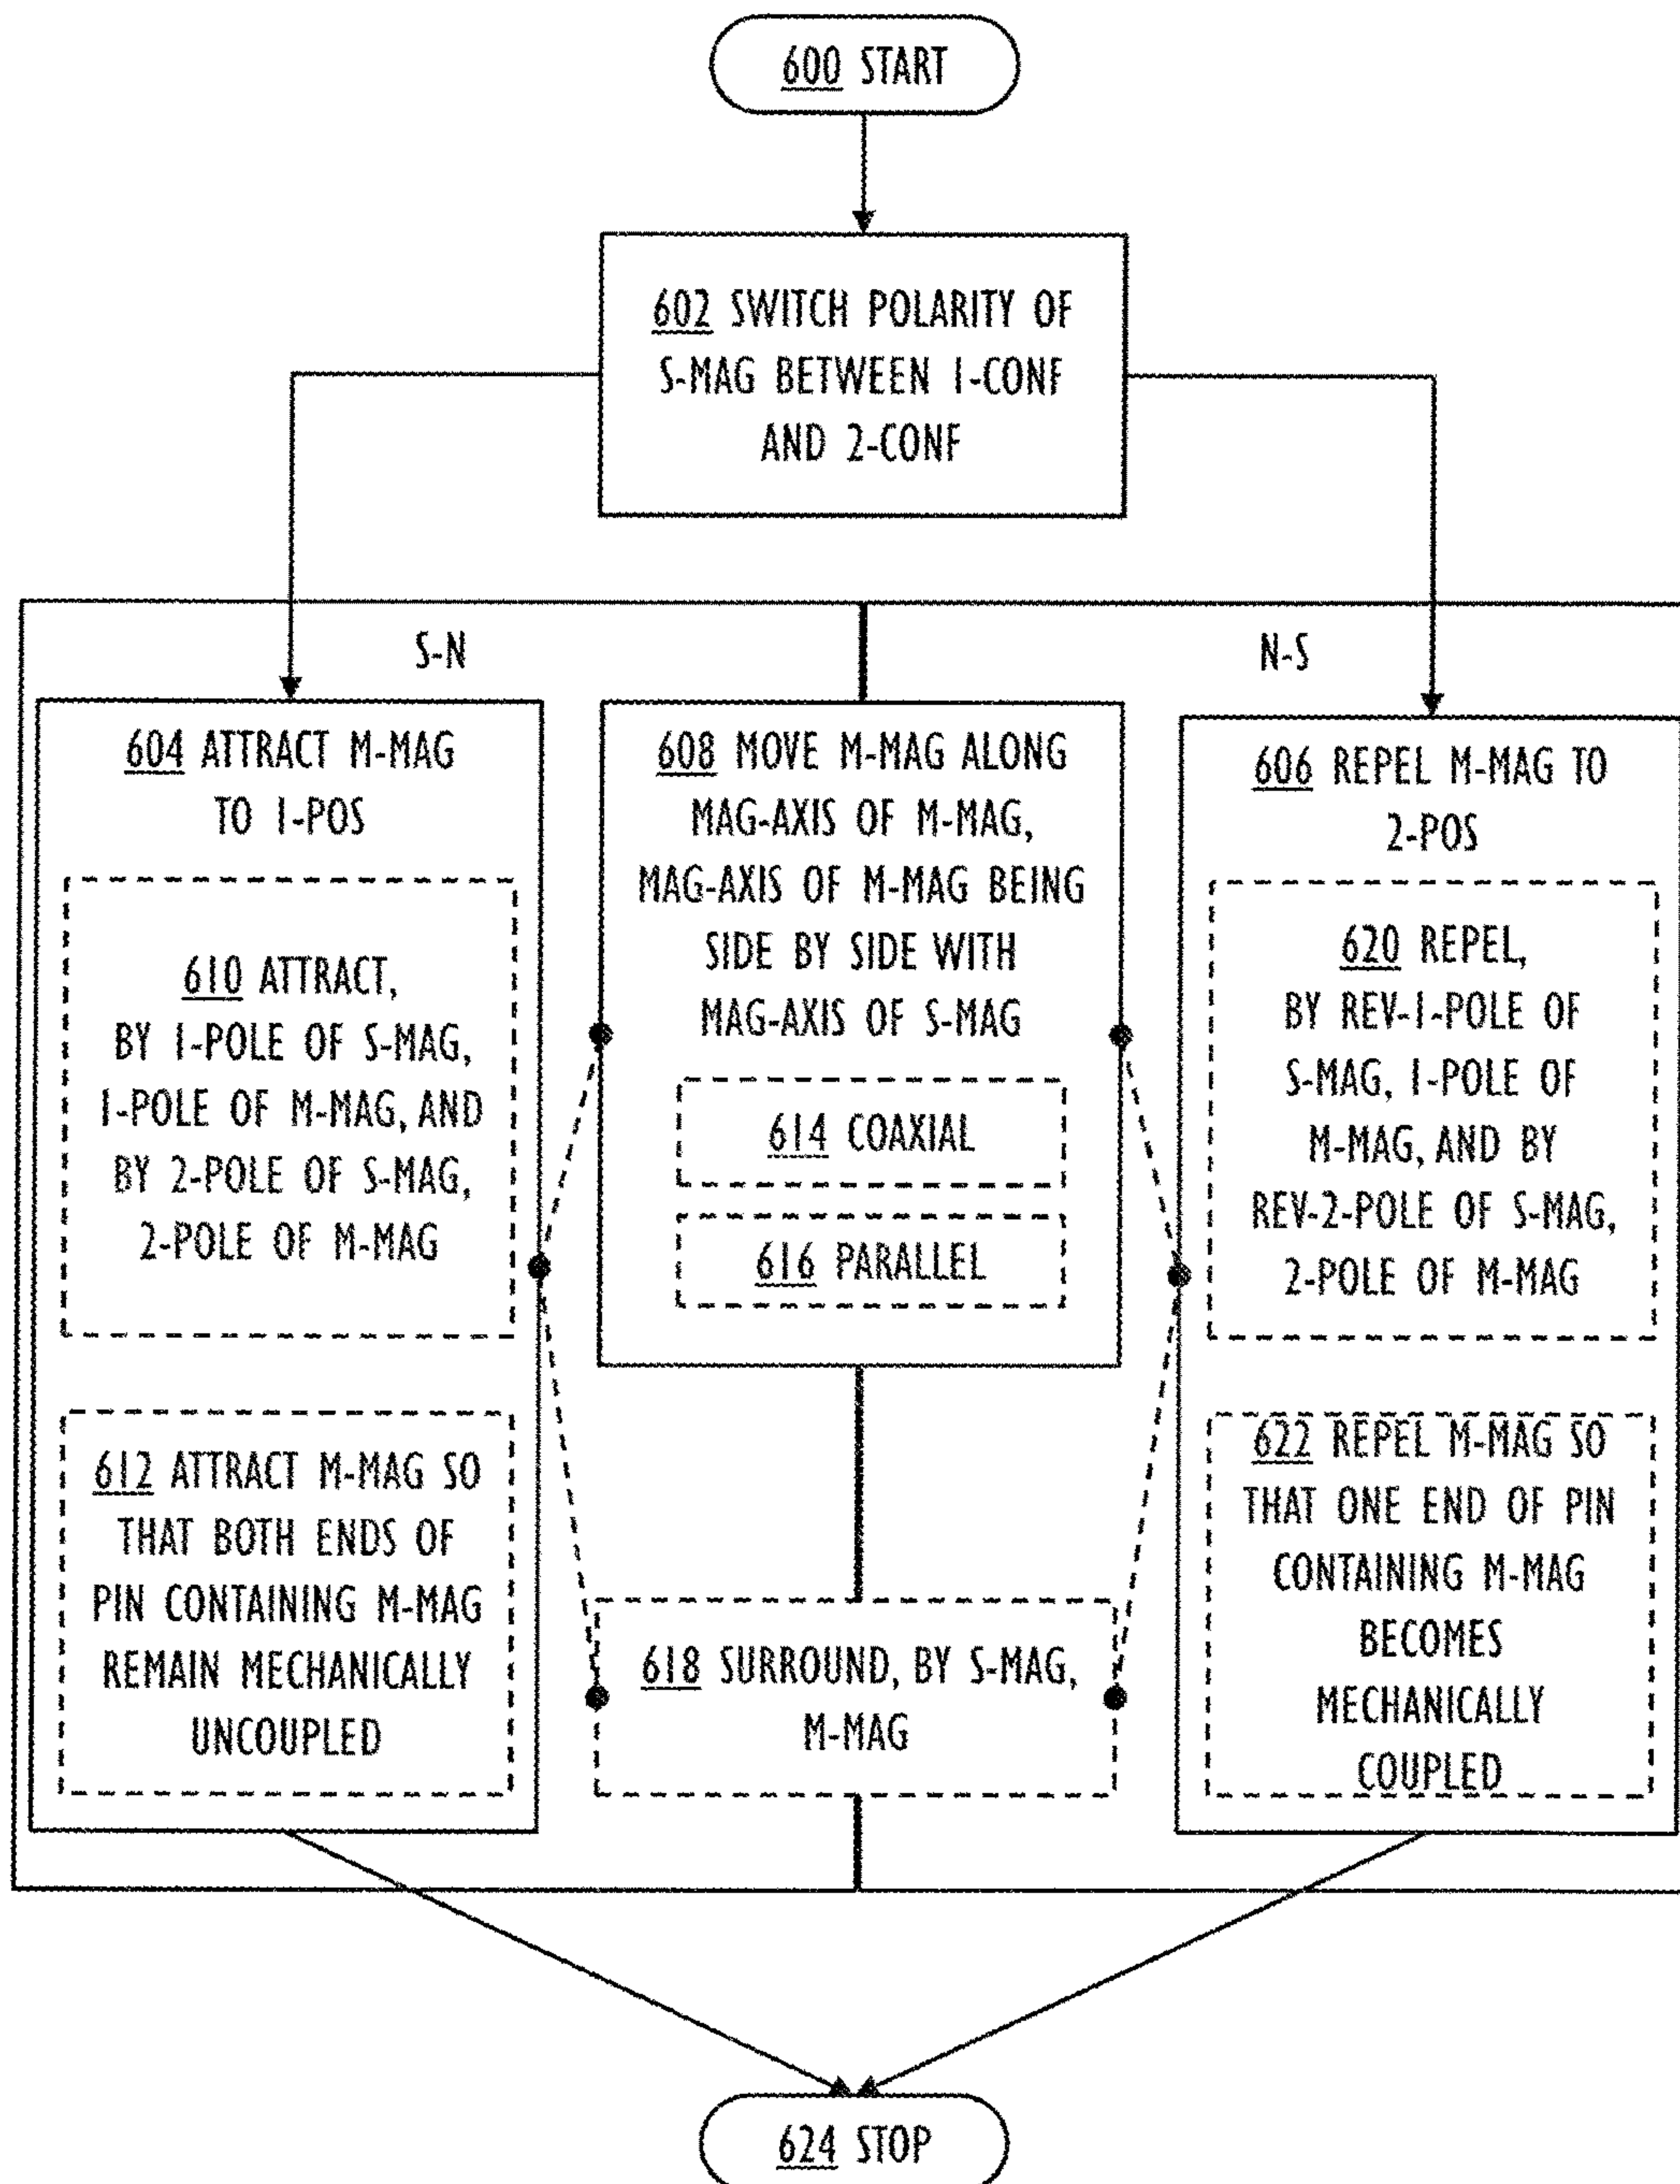 600 START
602 SWITCH POLARITY OF
S-MAG BETWEEN 1-CONF
AND 2-CONF
S-N
N-S
604 ATTRACT M-MAG
TO 1-POS
610 ATTRACT,
BY 1-POLE OF S-MAG,
1-POLE OF M-MAG, AND
BY 2-POLE OF S-MAG,
2-POLE OF M-MAG
612 ATTRACT M-MAG SO
THAT BOTH ENDS OF
PIN CONTAINING M-MAG
REMAIN MECHANICALLY
UNCOUPLED
608 MOVE M-MAG ALONG
MAG-AXIS OF M-MAG,
MAG-AXIS OF M-MAG BEING
SIDE BY SIDE WITH
MAG-AXIS OF S-MAG
614 COAXIAL
616 PARALLEL
618 SURROUND, BY S-MAG,
M-MAG
606 REPEL M-MAG TO
2-POS
620 REPEL,
BY REV-1-POLE OF
S-MAG, 1-POLE OF
M-MAG, AND BY
REV-2-POLE OF S-MAG,
2-POLE OF M-MAG
622 REPEL M-MAG SO
THAT ONE END OF PIN
CONTAINING M-MAG
BECOMES
MECHANICALLY
COUPLED
624 STOP